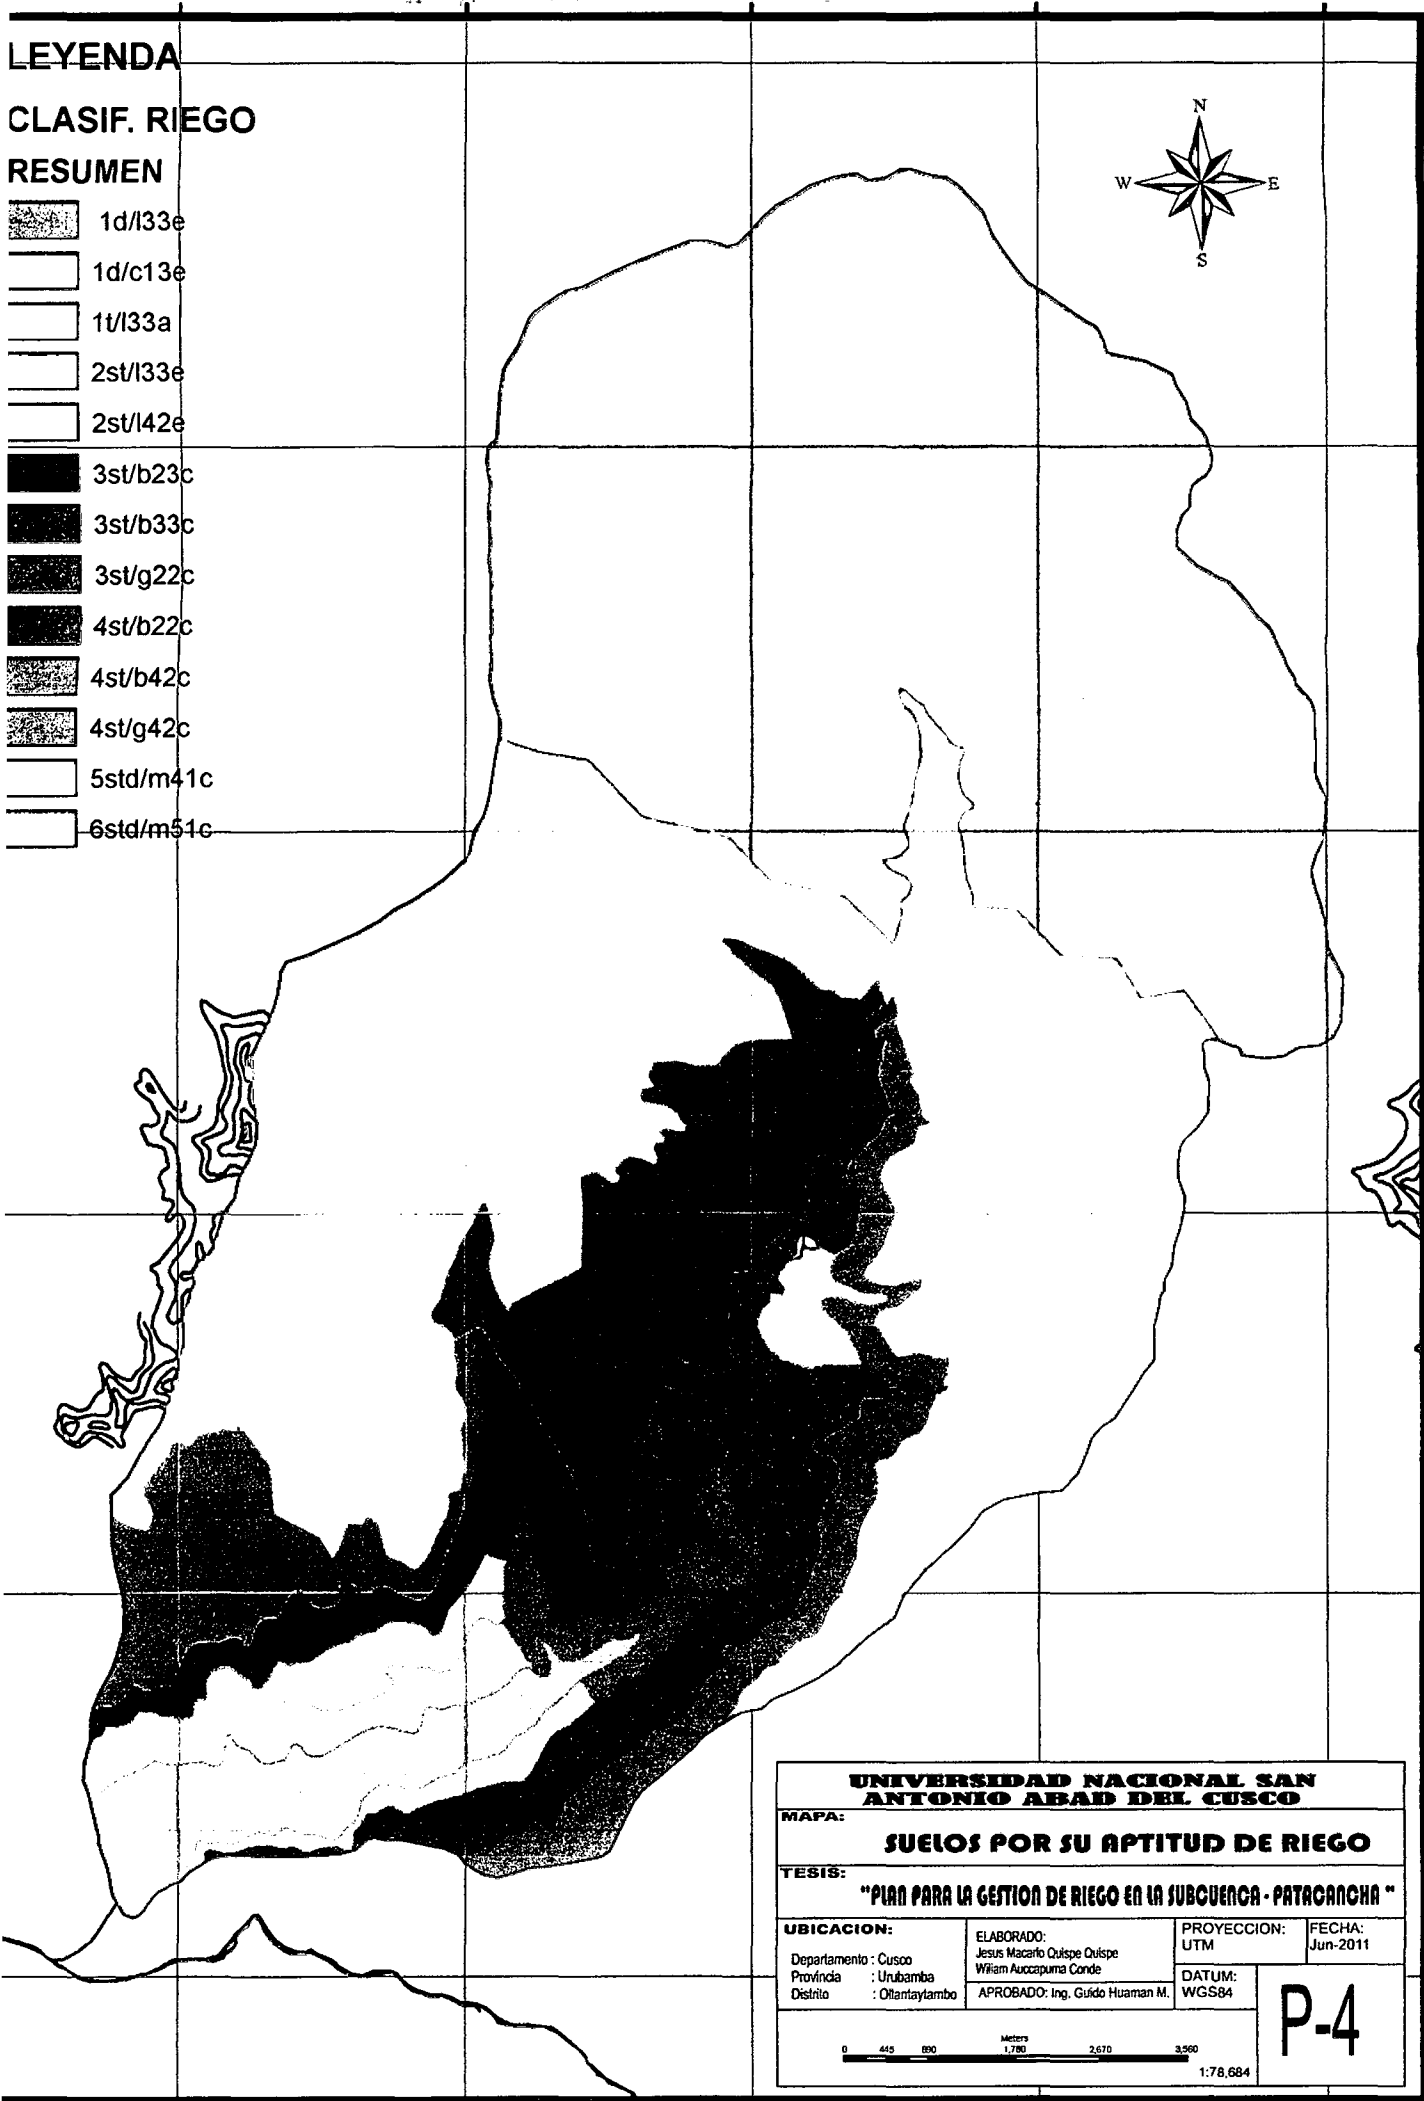 LEYENDA
CLASIF. RIEGO
RESUMEN
1d/l33e
1d/c13e
1t/l33a
2st/l33e
2st/l42e
3st/b23c
3st/b33c
3st/g22c
4st/b22c
4st/b42c
4st/g42c
5std/m41c
6std/m51c
N
W E
S
UNIVERSIDAD NACIONAL SAN
ANTONIO ABAD DEL CUSCO
MAPA:
SUELOS POR SU APTITUD DE RIEGO
TESIS:
"PLAN PARA LA GESTION DE RIEGO EN LA SUBCUENCA - PATACANCHA "
UBICACION:
Departamento : Cusco
Provincia : Urubamba
Distrito : Ollantaytambo
ELABORADO:
Jesus Macario Quispe Quispe
Wiliam Auccapuma Conde
APROBADO: Ing. Guido Huaman M.
PROYECCION:
UTM
FECHA:
Jun-2011
DATUM:
WGS84
P-4
Meters
0 445 890 1,780 2,670 3,560
1:78,684